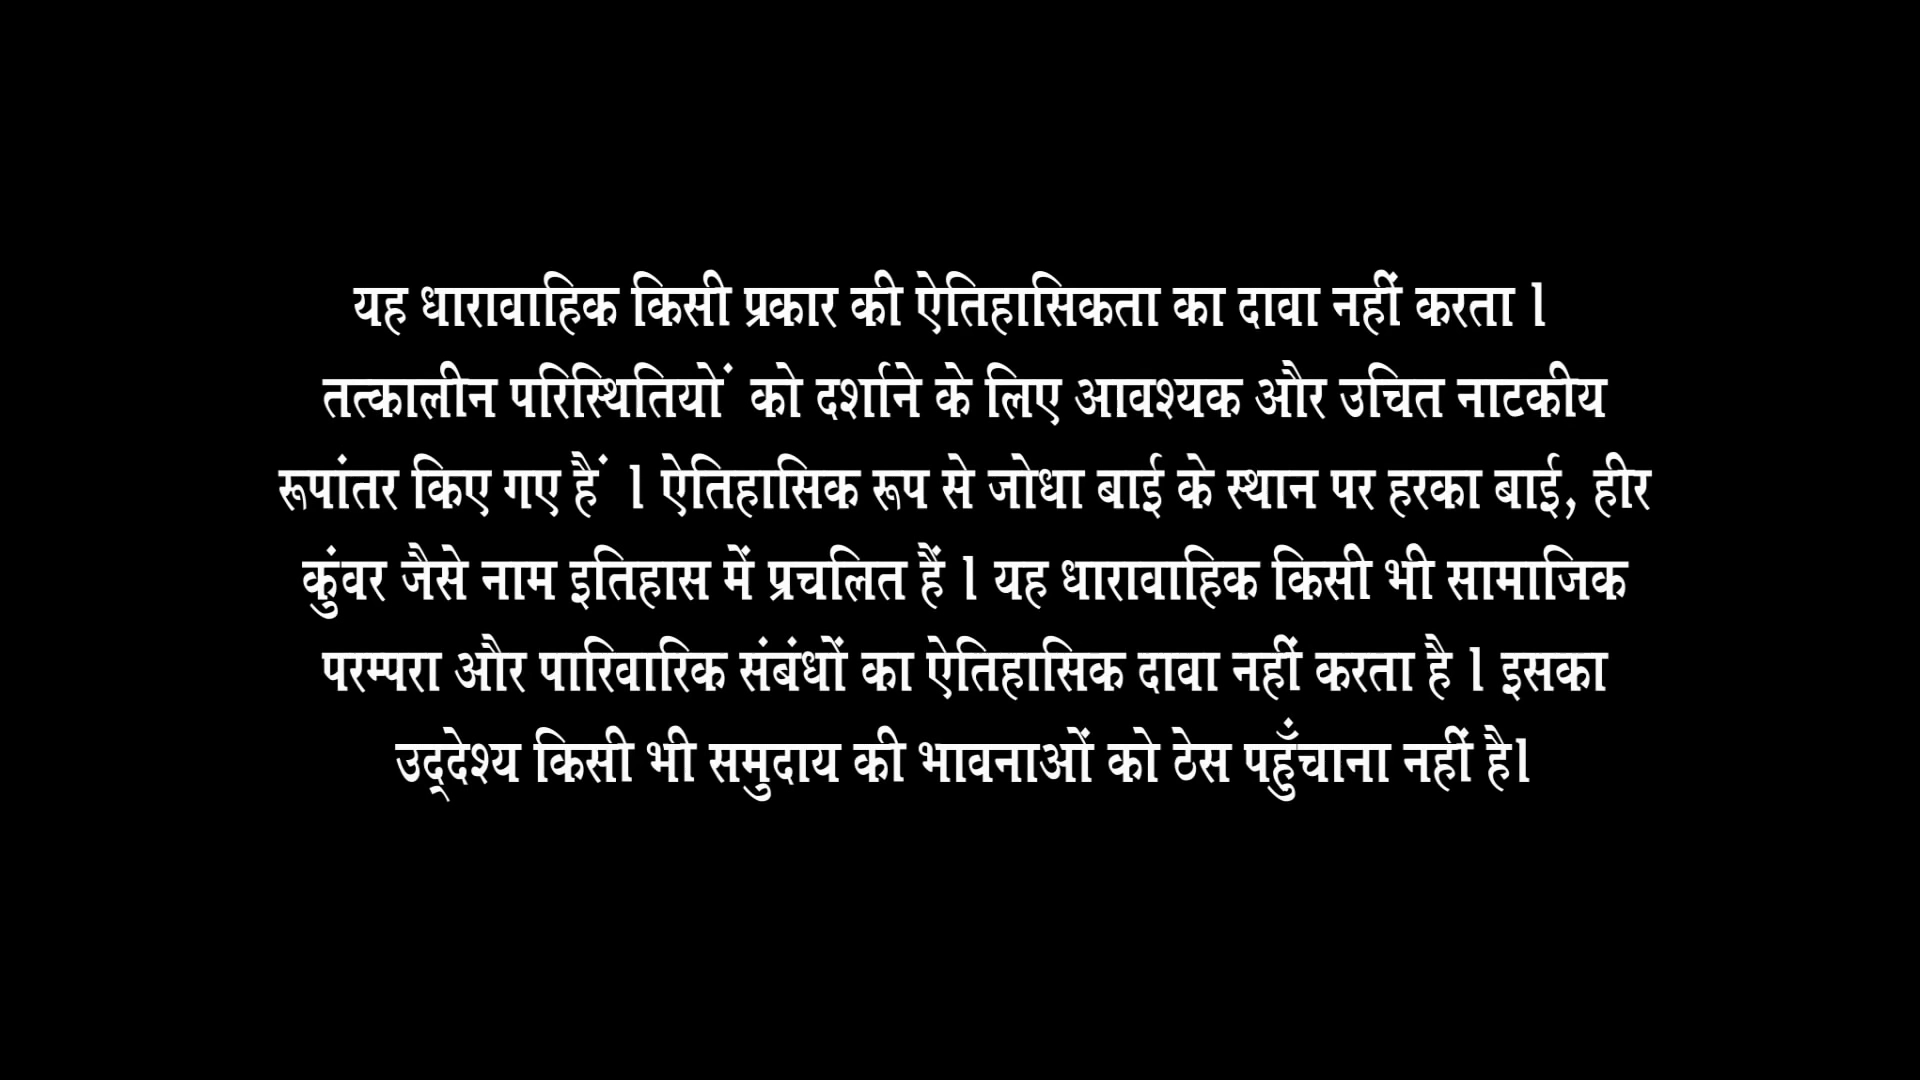 यह धारावाहिक किसी प्रकार की ऐतिहासिकता का दावा नहीं करता।
तत्कालीन परिस्थितियों को दर्शाने के लिए आवश्यक और उचित नाटकीय
रूपांतर किए गए हैं । ऐतिहासिक रूप से जोधा बाई के स्थान पर हरका बाई, हीर
कुंवर जैसे नाम इतिहास में प्रचलित हैं । यह धारावाहिक किसी भी सामाजिक
परम्परा और पारिवारिक संबंधों का ऐतिहासिक दावा नहीं करता है । इसका
उद्देश्य किसी भी समुदाय की भावनाओं को ठेस पहुँचाना नहीं है।